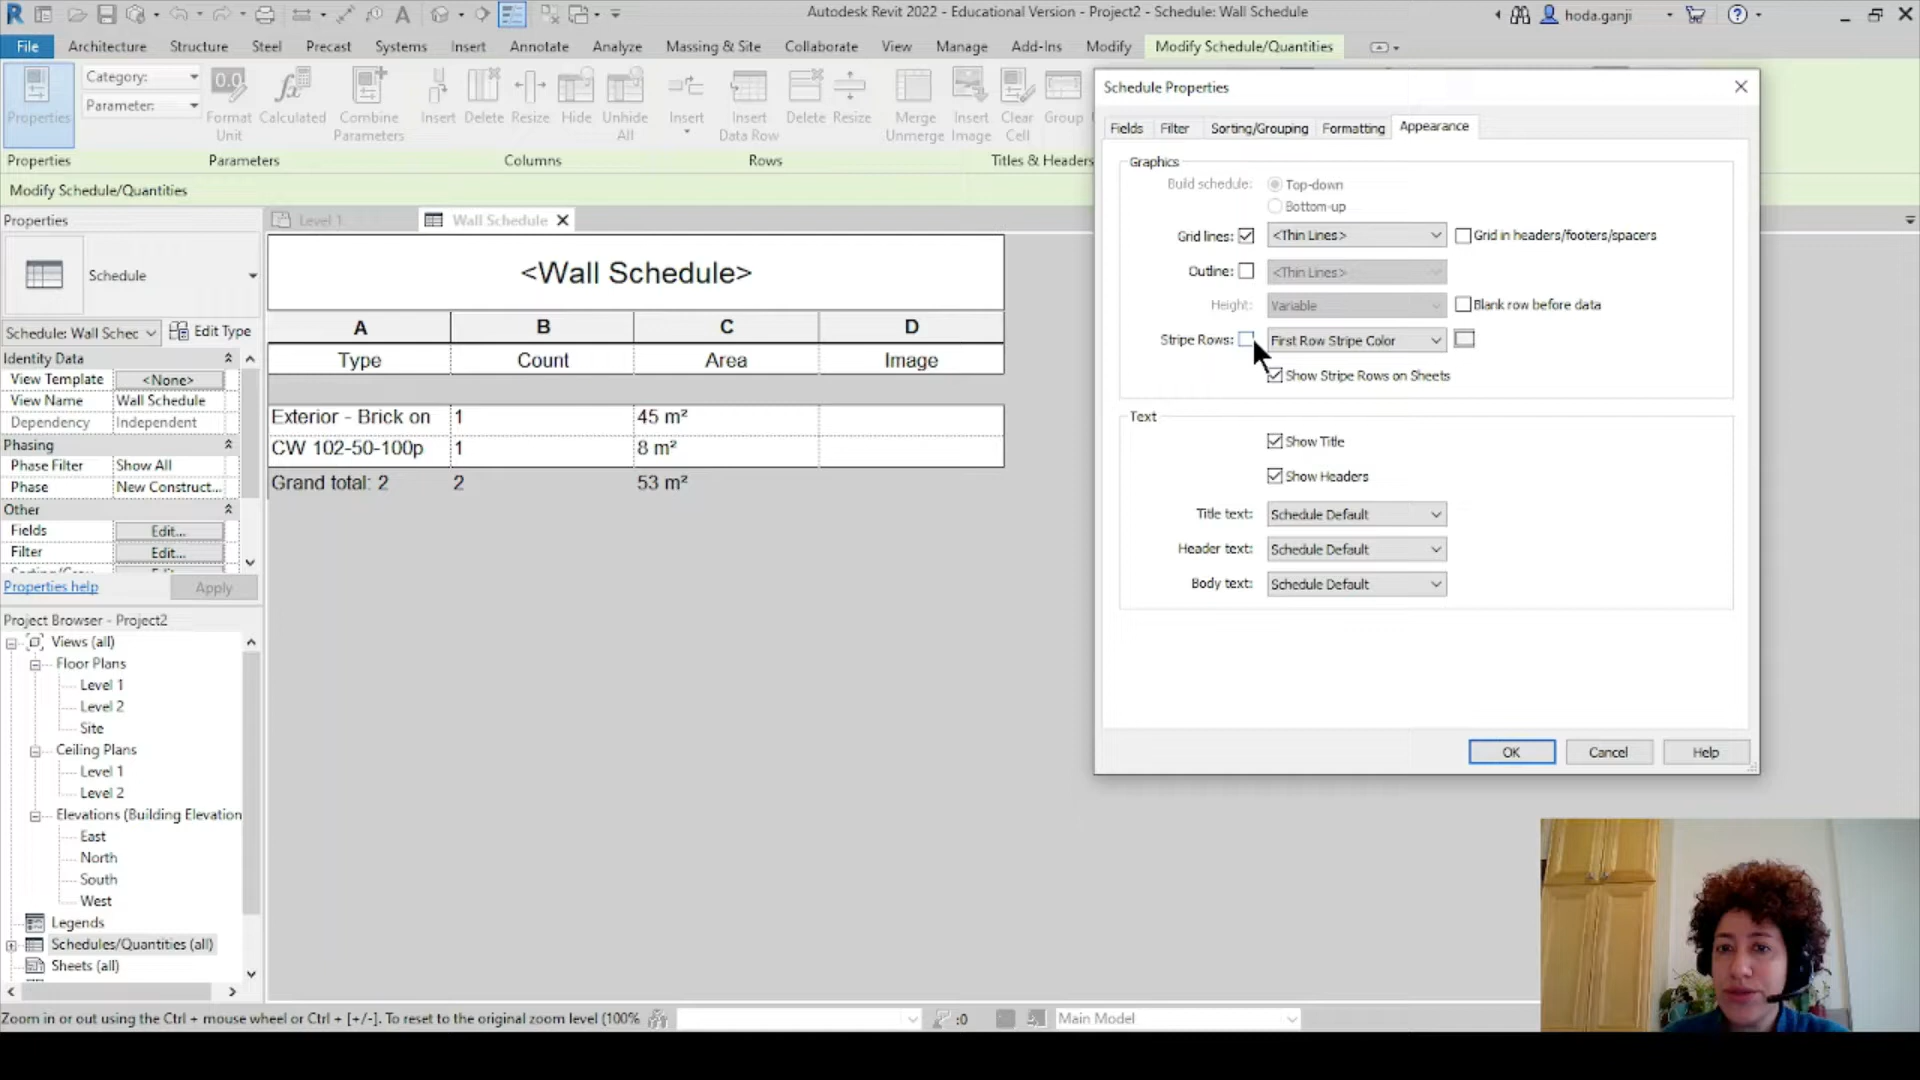 Autodesk Revit 2022 - Educational Version - Project2 - Schedule: Wall Schedule
hoda.ganji
File Architecture Structure Steel Precast Systems Insert Annotate Analyze Massing & Site Collaborate View Manage Add-Ins Modify Modify Schedule/Quantities
Properties
Category:
Parameter:
Format Unit
Calculated
Combine Parameters
Insert
Delete
Resize
Hide
Unhide All
Insert
Insert Data Row
Delete
Resize
Merge Unmerge
Insert Image
Clear Cell
Group
Properties Parameters Columns Rows Titles & Headers
Modify Schedule/Quantities
Properties
Schedule
Schedule: Wall Schec
Edit Type
Identity Data
View Template <None>
View Name Wall Schedule
Dependency Independent
Phasing
Phase Filter Show All
Phase New Construct...
Other
Fields Edit...
Filter Edit...
Properties help Apply
Project Browser - Project2
Views (all)
Floor Plans
Level 1
Level 2
Site
Ceiling Plans
Level 1
Level 2
Elevations (Building Elevation
East
North
South
West
Legends
Schedules/Quantities (all)
Sheets (all)
Level 1 Wall Schedule
<Wall Schedule>
A B C D
Type Count Area Image
Exterior - Brick on 1 45 m²
CW 102-50-100p 1 8 m²
Grand total: 2 2 53 m²
Schedule Properties
Fields Filter Sorting/Grouping Formatting Appearance
Graphics
Build schedule: Top-down
Bottom-up
Grid lines: <Thin Lines> Grid in headers/footers/spacers
Outline: <Thin Lines>
Height: Variable Blank row before data
Stripe Rows: First Row Stripe Color
Show Stripe Rows on Sheets
Text
Show Title
Show Headers
Title text: Schedule Default
Header text: Schedule Default
Body text: Schedule Default
OK Cancel Help
Zoom in or out using the Ctrl + mouse wheel or Ctrl + [+/-]. To reset to the original zoom level (100%
:0
Main Model